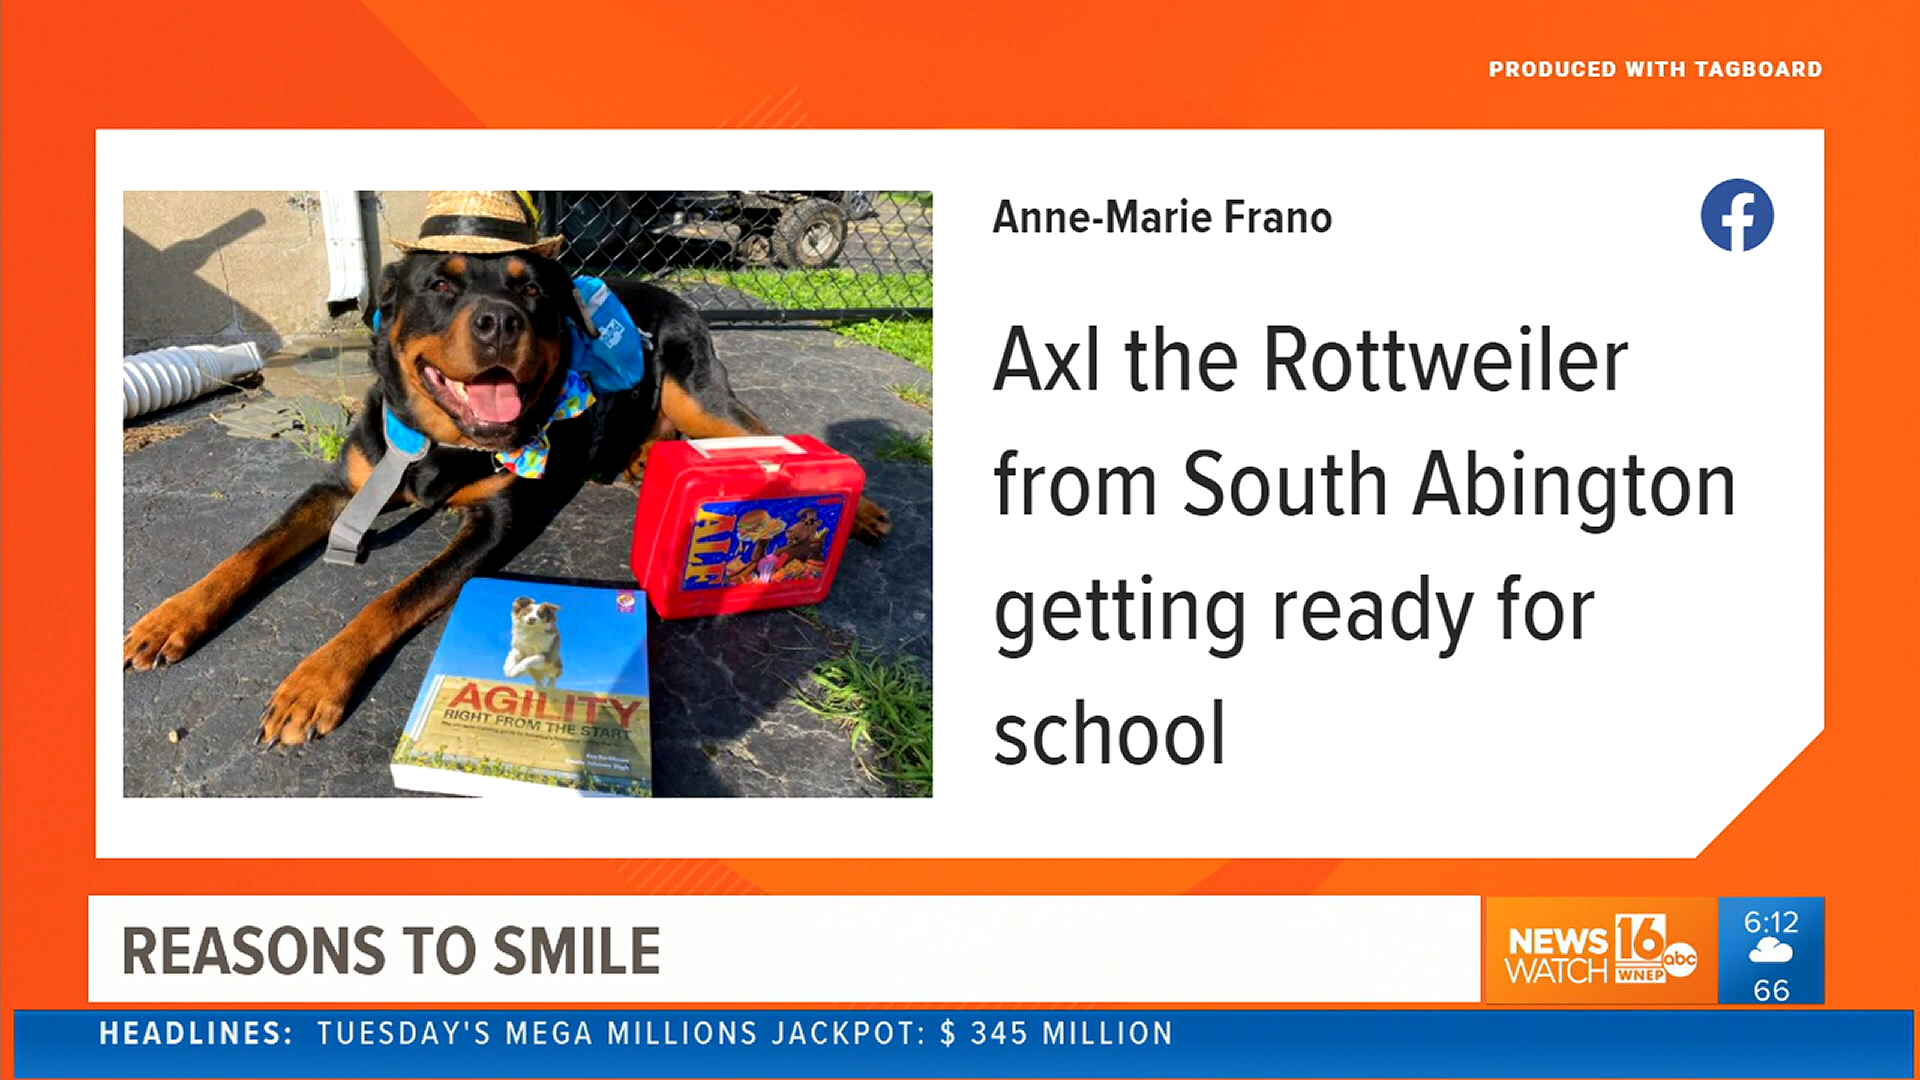 PRODUCED WITH TAGBOARD
Anne-Marie Frano
Axl the Rottweiler
from South Abington
getting ready for
school
ALF
AGILITY
RIGHT FROM THE START
REASONS TO SMILE
NEWS
WATCH
16
WNEP
abc
6:12
66
HEADLINES: TUESDAY'S MEGA MILLIONS JACKPOT: $ 345 MILLION